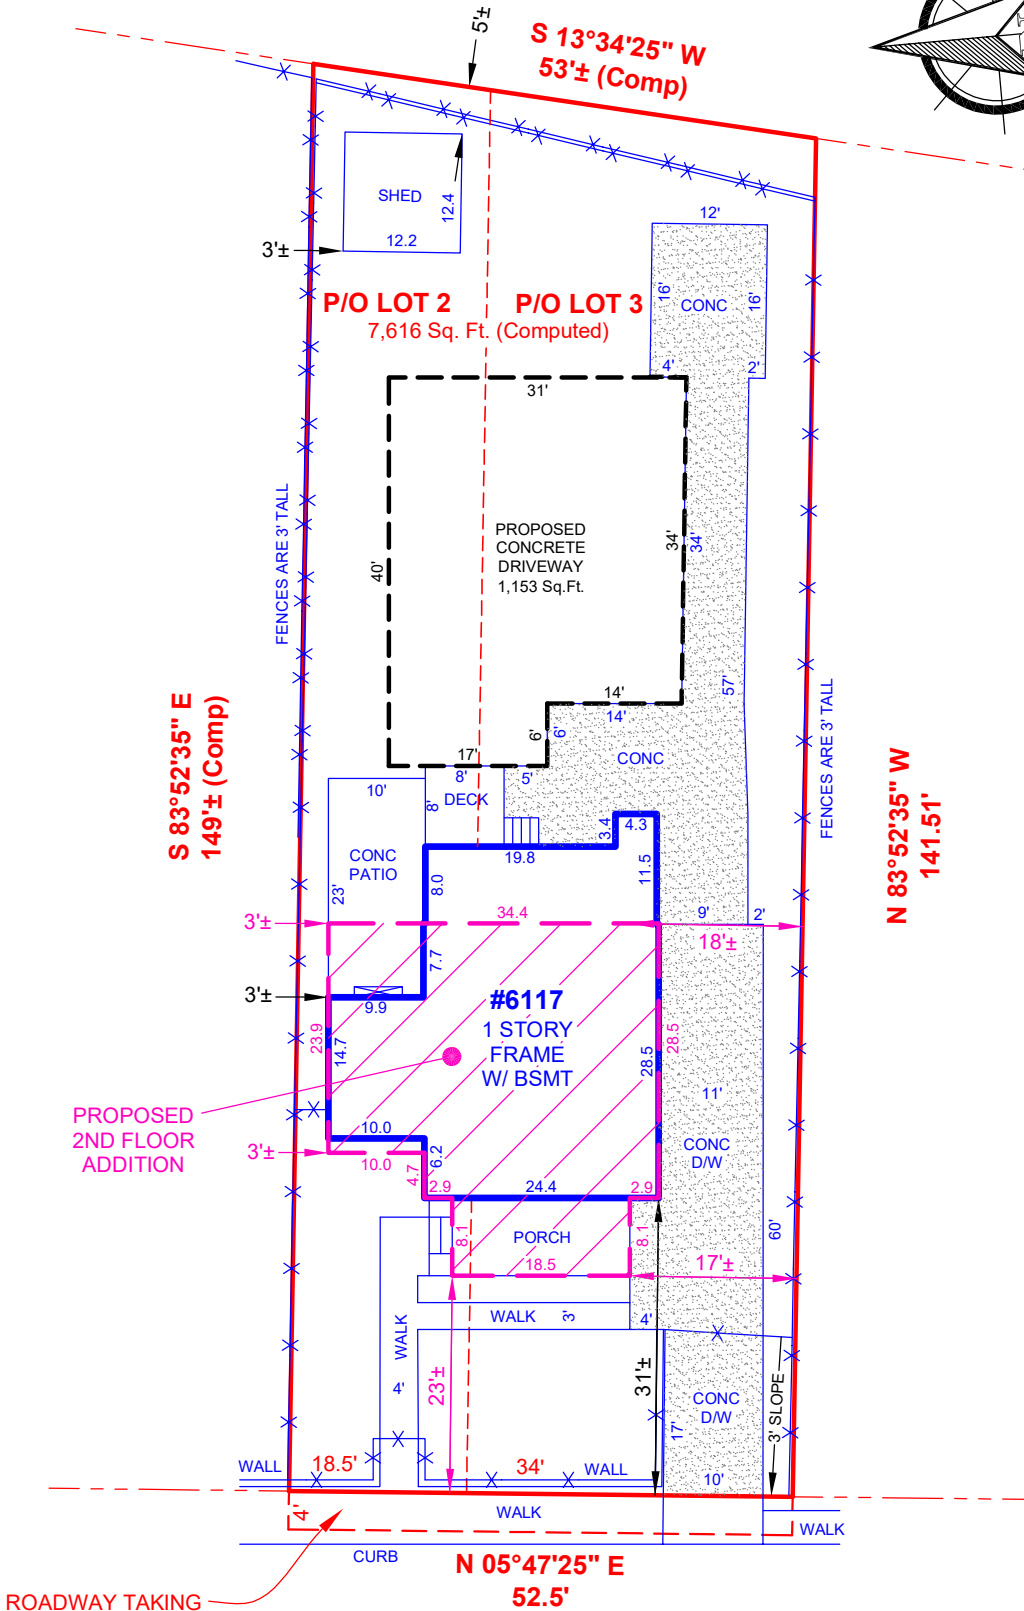 5'±
S 13°34'25" W
53'± (Comp)
SHED
12.4
12.2
3'±
12'
16'
CONC
16'
P/O LOT 2
P/O LOT 3
7,616 Sq. Ft. (Computed)
4'
2'
31'
FENCES ARE 3' TALL
40'
PROPOSED
CONCRETE
DRIVEWAY
1,153 Sq.Ft.
34'
34'
S 83°52'35" E
149'± (Comp)
57'
FENCES ARE 3' TALL
14'
14'
6'
6'
17'
8'
5'
CONC
10'
8'
DECK
3.4
4.3
N 83°52'35" W
141.51'
CONC
PATIO
19.8
11.5
23'
8.0
3'±
34.4
9'
2'
18'±
7.7
3'±
9.9
#6117
1 STORY
FRAME
W/ BSMT
23.9
14.7
28.5
28.5
11'
PROPOSED
2ND FLOOR
ADDITION
10.0
3'±
10.0
6.2
4.7
CONC
D/W
2.9
24.4
2.9
8.1
PORCH
8.1
18.5
60'
17'±
WALK
3'
4'
WALK
4'
23'±
31'±
CONC
D/W
3' SLOPE
17'
WALL
18.5'
34'
WALL
10'
4'
WALK
WALK
CURB
N 05°47'25" E
52.5'
ROADWAY TAKING